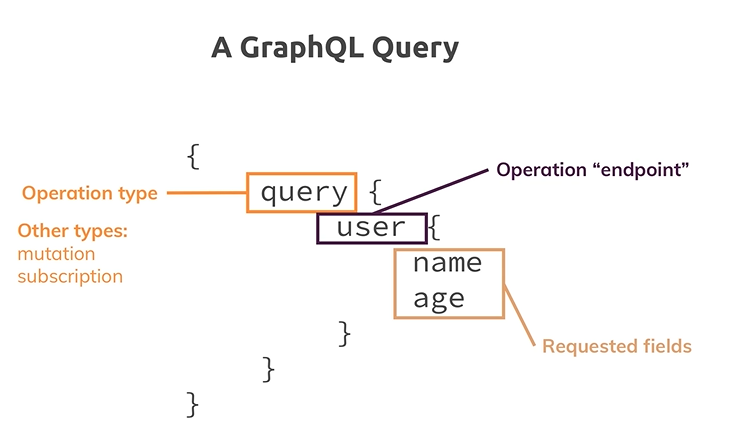 A GraphQL Query
{
Operation “endpoint”
Operation type
query {
Other types:
mutation
subscription
user {
name
age
}
Requested fields
}
}